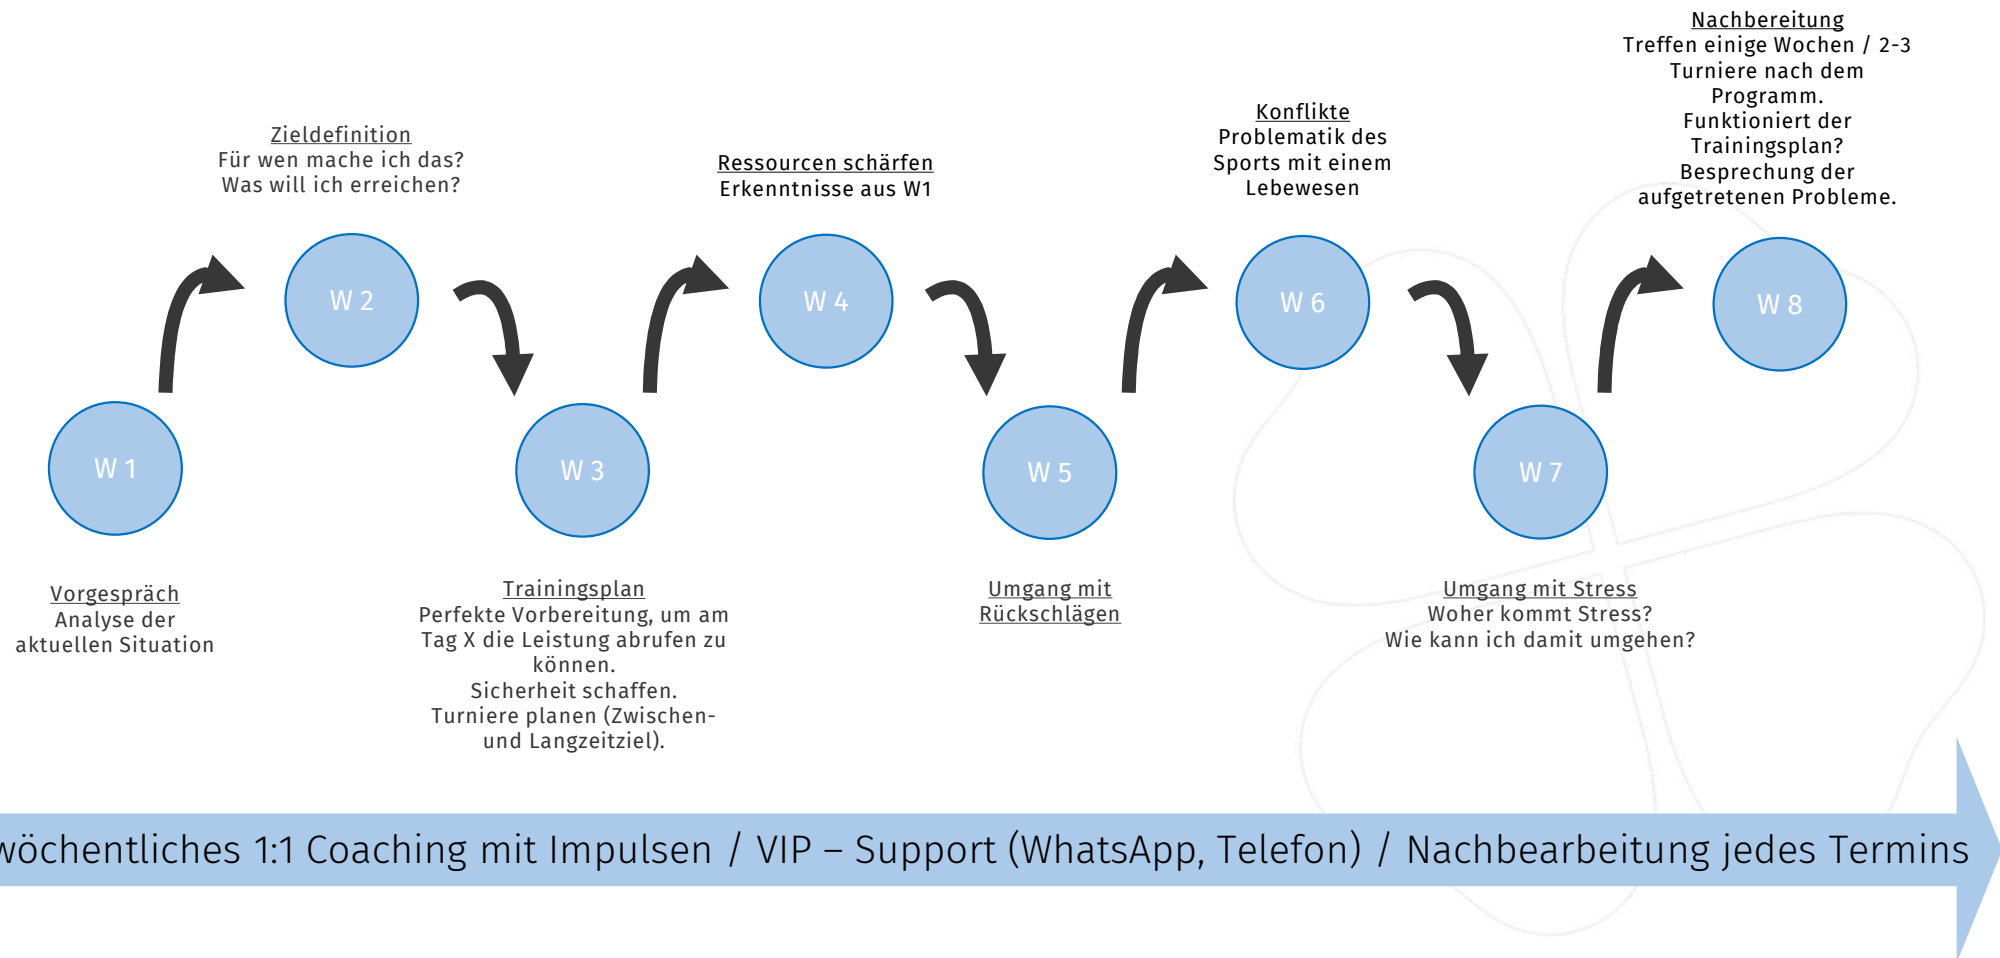 Vorgespräch
Analyse der
aktuellen Situation
W 1
Zieldefinition
Für wen mache ich das?
Was will ich erreichen?
W 2
W 3
Trainingsplan
Perfekte Vorbereitung, um am
Tag X die Leistung abrufen zu
können.
Sicherheit schaffen.
Turniere planen (Zwischen-
und Langzeitziel).
Ressourcen schärfen
Erkenntnisse aus W1
W 4
W 5
Umgang mit
Rückschlägen
Konflikte
Problematik des
Sports mit einem
Lebewesen
W 6
W 7
Umgang mit Stress
Woher kommt Stress?
Wie kann ich damit umgehen?
Nachbereitung
Treffen einige Wochen / 2-3
Turniere nach dem
Programm.
Funktioniert der
Trainingsplan?
Besprechung der
aufgetretenen Probleme.
W 8
wöchentliches 1:1 Coaching mit Impulsen / VIP – Support (WhatsApp, Telefon) / Nachbearbeitung jedes Termins